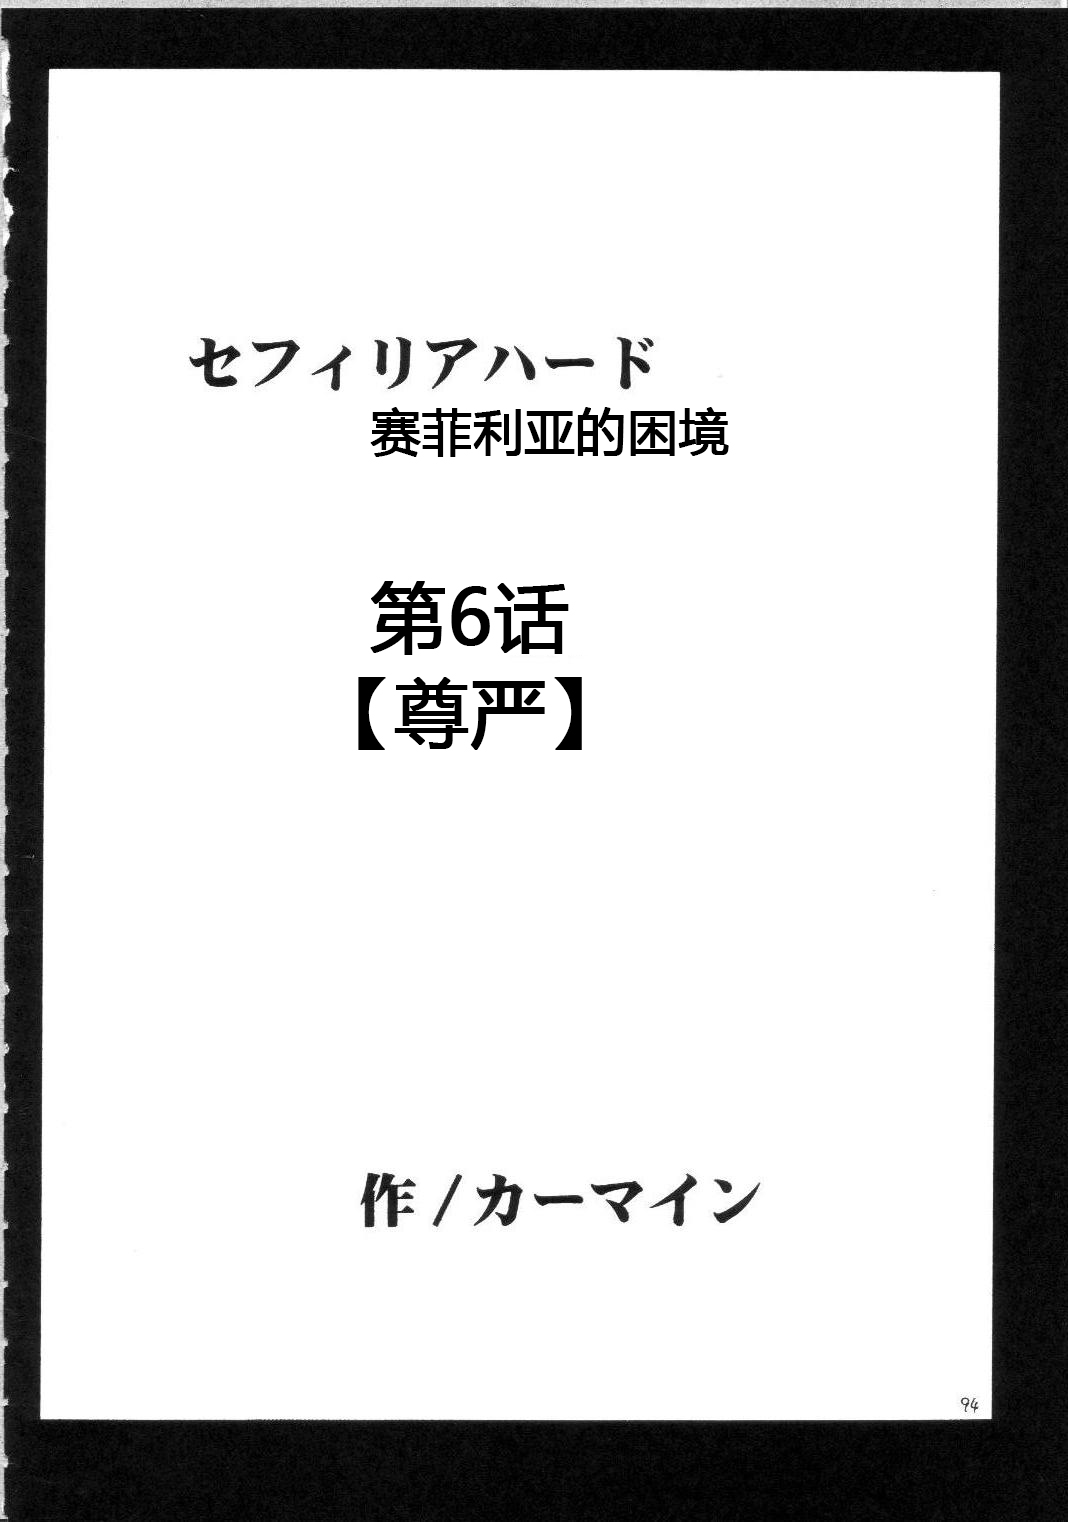 セフィリアハード
赛菲利亚的困境
第6话
【尊严】
作/カーマイン
94